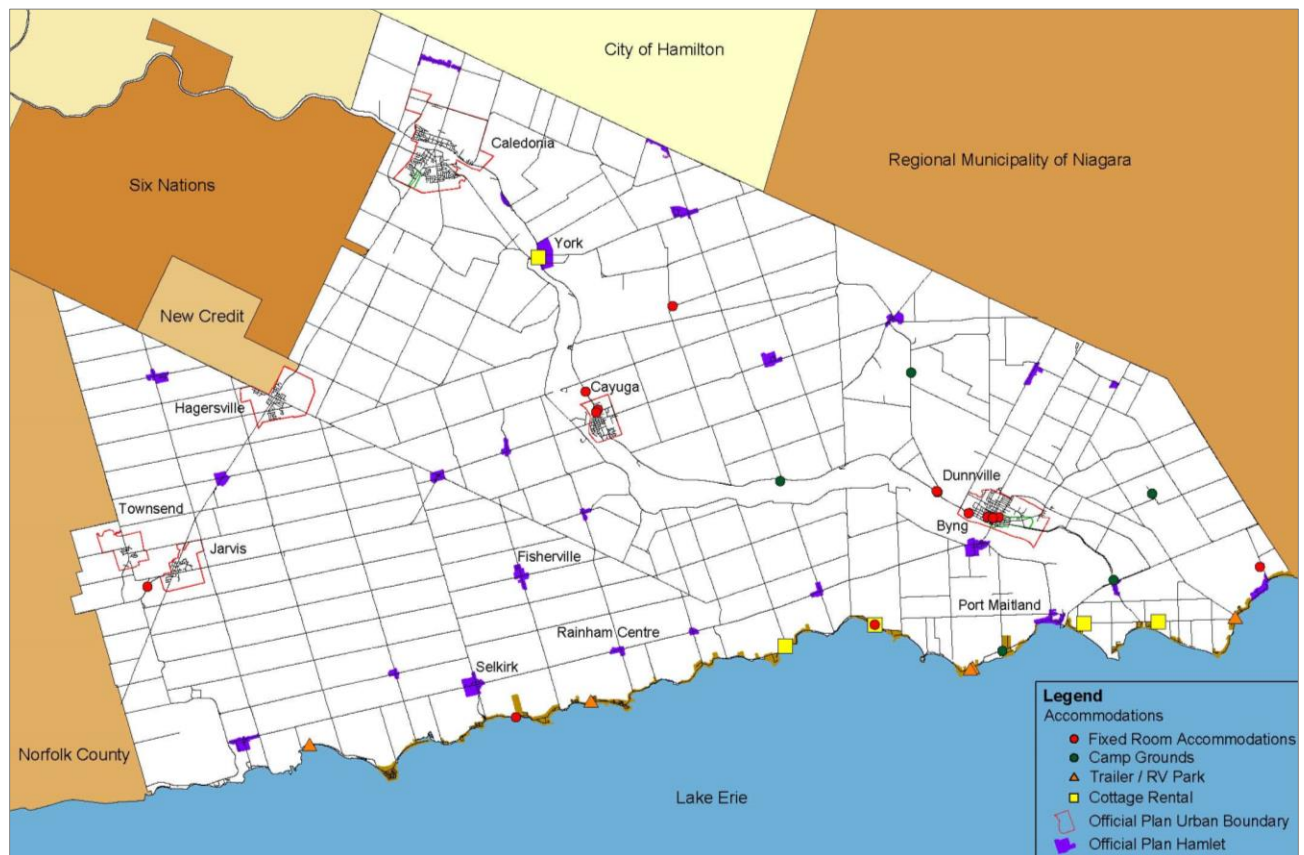 City of Hamilton
Caledonia
Regional Municipality of Niagara
Six Nations
York
New Credit
Cayuga
Hagersville
Dunnville
Townsend
Byng
Jarvis
Fisherville
Port Maitland
Rainham Centre
Selkirk
Norfolk County
Lake Erie
Legend
Accommodations
Fixed Room Accommodations
Camp Grounds
Trailer / RV Park
Cottage Rental
Official Plan Urban Boundary
Official Plan Hamlet